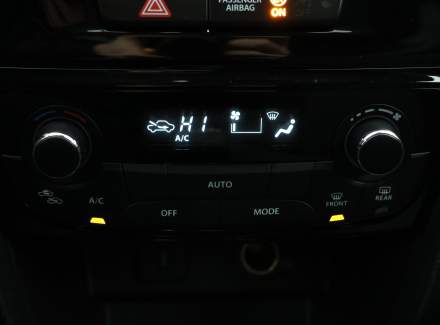 PASSENGER
AIRBAG
ON
HI
A/C
AUTO
A/C
OFF
MODE
FRONT
REAR